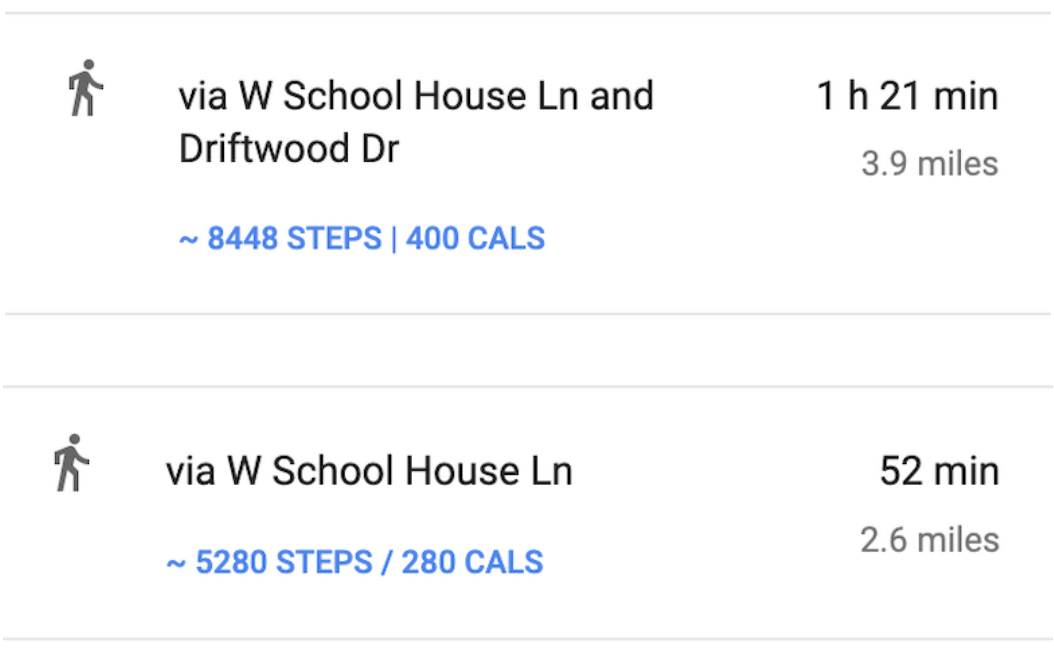 via W School House Ln and
Driftwood Dr
1 h 21 min
3.9 miles
~ 8448 STEPS | 400 CALS
via W School House Ln
52 min
2.6 miles
~ 5280 STEPS / 280 CALS